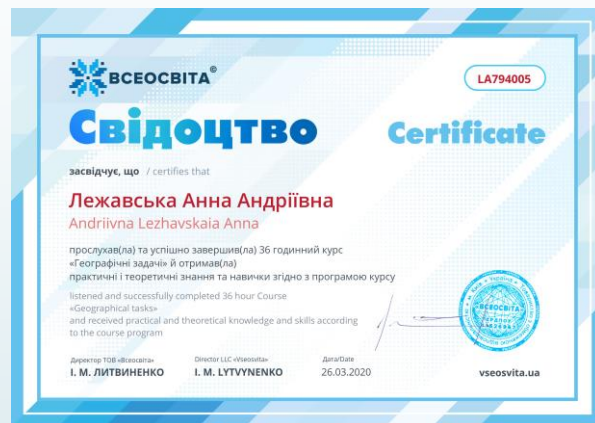 ВСЕОСВІТА®
LA794005
Свідоцтво
Certificate
засвідчує, що / certifies that
Лежавська Анна Андріївна
Andriivna Lezhavskaia Anna
прослухав(ла) та успішно завершив(ла) 36 годинний курс
«Географічні задачі» й отримав(ла)
практичні і теоретичні знання та навички згідно з програмою курсу
listened and successfully completed 36 hour Course
«Geographical tasks»
and received practical and theoretical knowledge and skills according
to the course program
Директор ТОВ «Всеосвіта»
І. М. ЛИТВИНЕНКО
Director LLC «Vseosvita»
I. M. LYTVYNENKO
Дата/Date
26.03.2020
ВСЕОСВІТА
vseosvita.ua